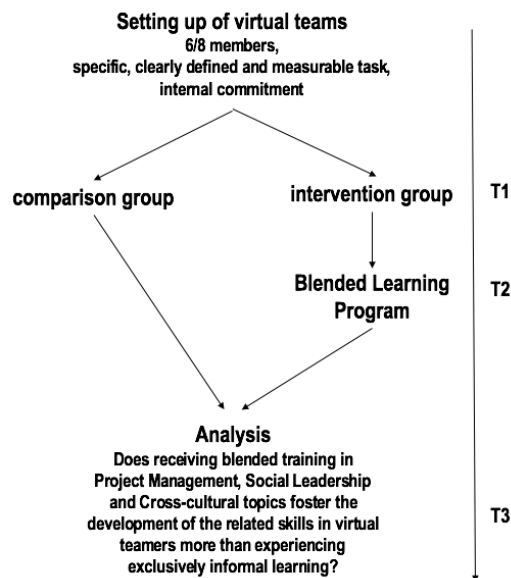 Setting up of virtual teams
6/8 members,
specific, clearly defined and measurable task,
internal commitment
comparison group
intervention group
T1
Blended Learning
Program
T2
Analysis
Does receiving blended training in
Project Management, Social Leadership
and Cross-cultural topics foster the
development of the related skills in virtual
teamers more than experiencing
exclusively informal learning?
T3